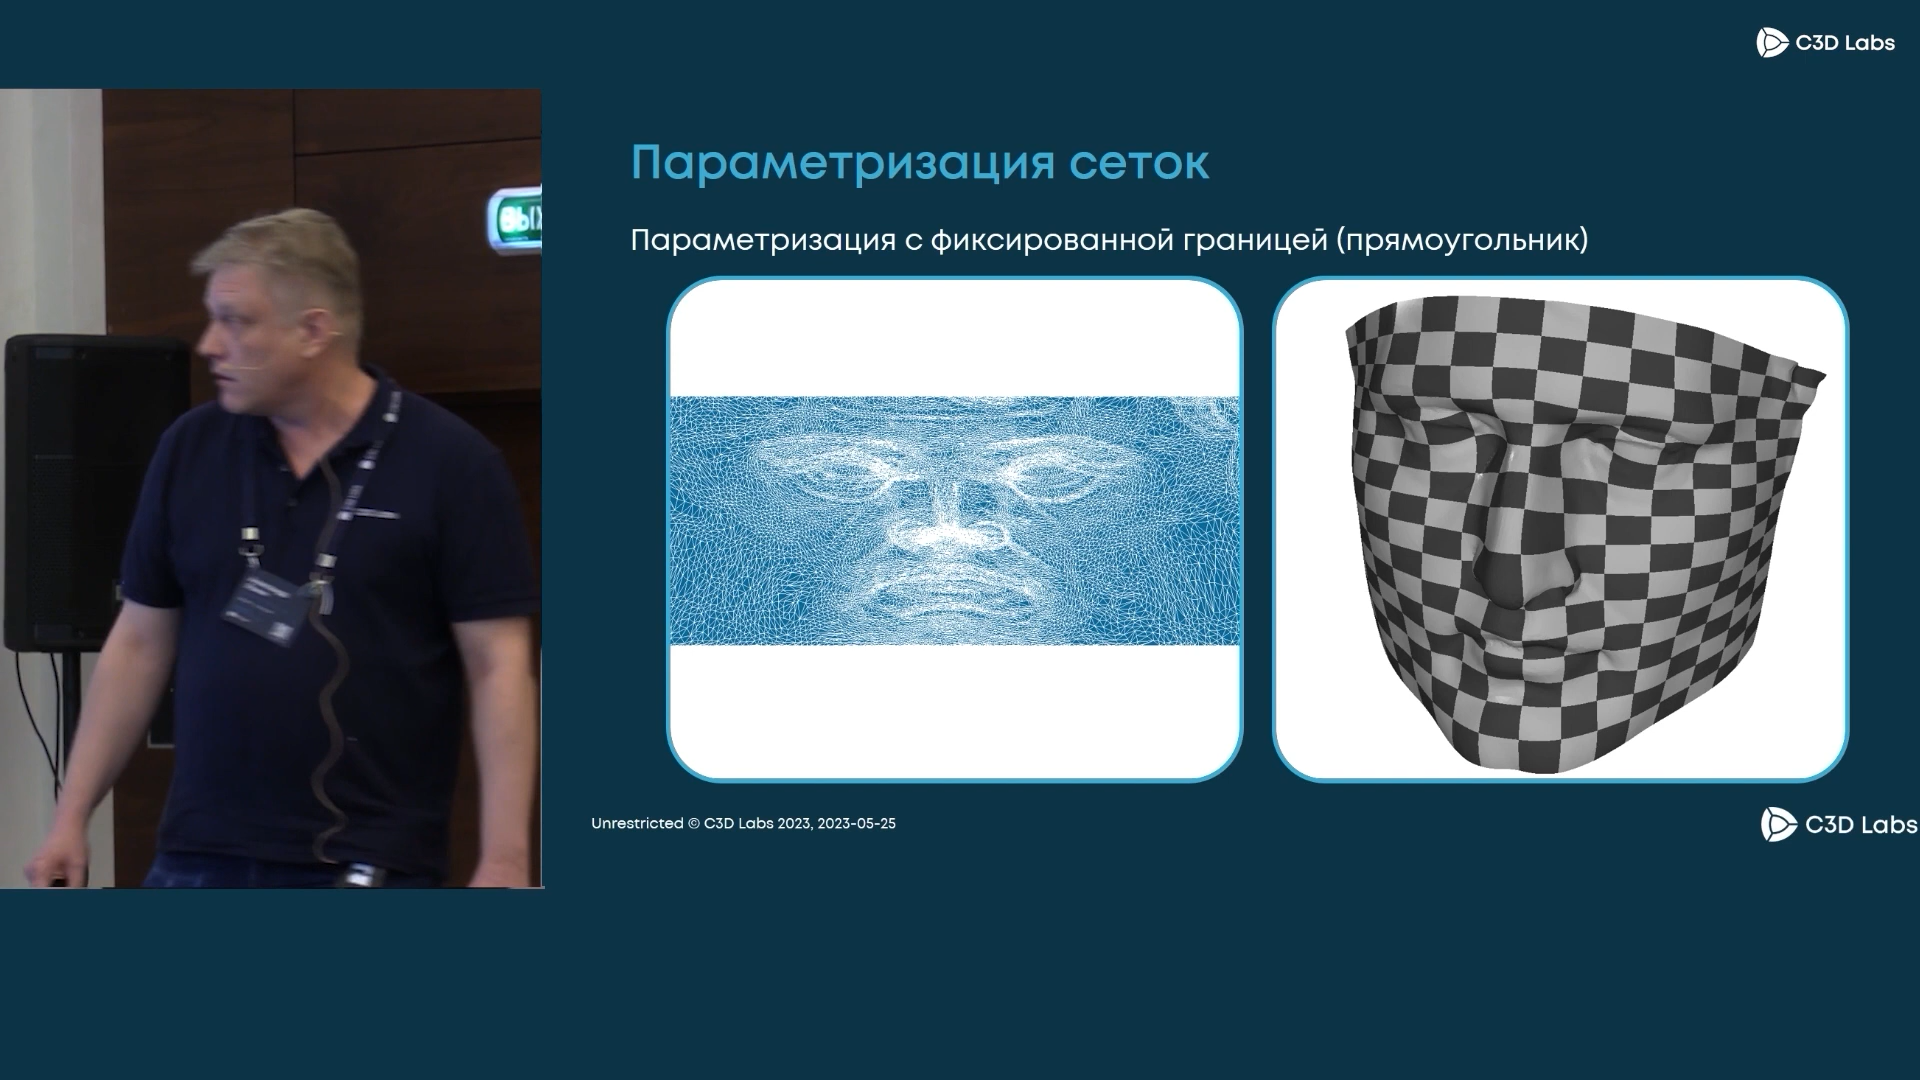 C3D Labs
Параметризация сеток
Параметризация с фиксированной границей (прямоугольник)
Unrestricted © C3D Labs 2023, 2023-05-25
C3D Labs